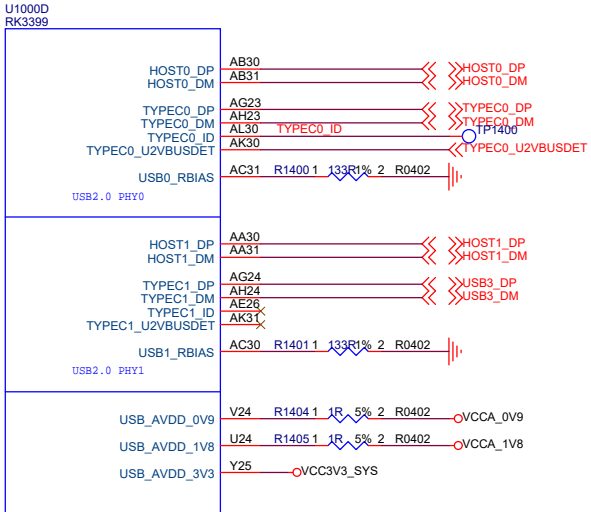 U1000D
RK3399
HOST0_DP AB30 HOST0_DP
HOST0_DM AB31 HOST0_DM
TYPEC0_DP AG23 TYPEC0_DP
TYPEC0_DM AH23 TYPEC0_DM
TYPEC0_ID AL30 TYPEC0_ID TP1400
TYPEC0_U2VBUSDET AK30 TYPEC0_U2VBUSDET
USB0_RBIAS AC31 R1400 1 133R1% 2 R0402
USB2.0 PHY0
HOST1_DP AA30 HOST1_DP
HOST1_DM AA31 HOST1_DM
TYPEC1_DP AG24 USB3_DP
TYPEC1_DM AH24 USB3_DM
TYPEC1_ID AE26
TYPEC1_U2VBUSDET AK31
USB1_RBIAS AC30 R1401 1 133R1% 2 R0402
USB2.0 PHY1
USB_AVDD_0V9 V24 R1404 1 1R 5% 2 R0402 VCCA_0V9
USB_AVDD_1V8 U24 R1405 1 1R 5% 2 R0402 VCCA_1V8
USB_AVDD_3V3 Y25 VCC3V3_SYS